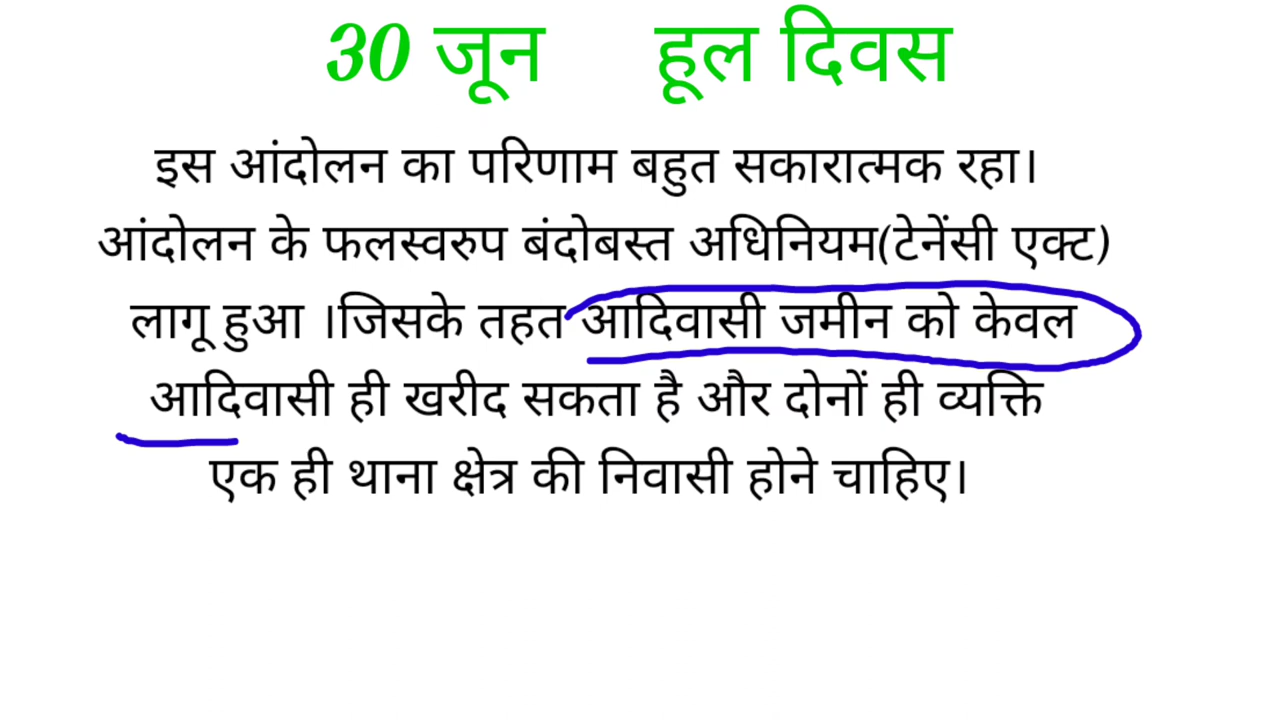 30 जून हूल दिवस
इस आंदोलन का परिणाम बहुत सकारात्मक रहा।
आंदोलन के फलस्वरुप बंदोबस्त अधिनियम(टेनेंसी एक्ट)
लागू हुआ ।जिसके तहत आदिवासी जमीन को केवल
आदिवासी ही खरीद सकता है और दोनों ही व्यक्ति
एक ही थाना क्षेत्र की निवासी होने चाहिए।